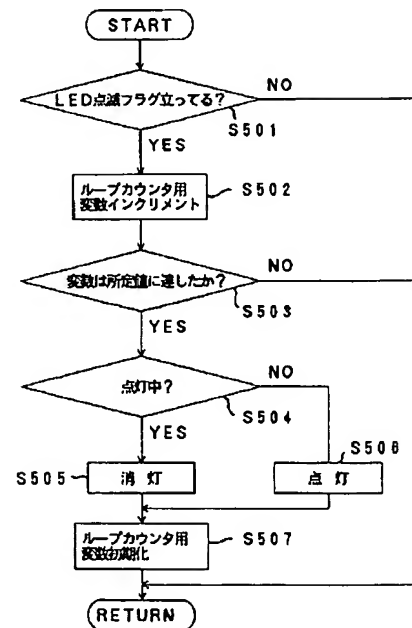 START
LED点滅フラグ立ってる?
NO
S501
YES
ループカウンタ用
変数インクリメント
S502
変数は所定値に達したか?
NO
S503
YES
点灯中?
NO
S504
YES
S505
消 灯
S506
点 灯
ループカウンタ用
変数初期化
S507
RETURN